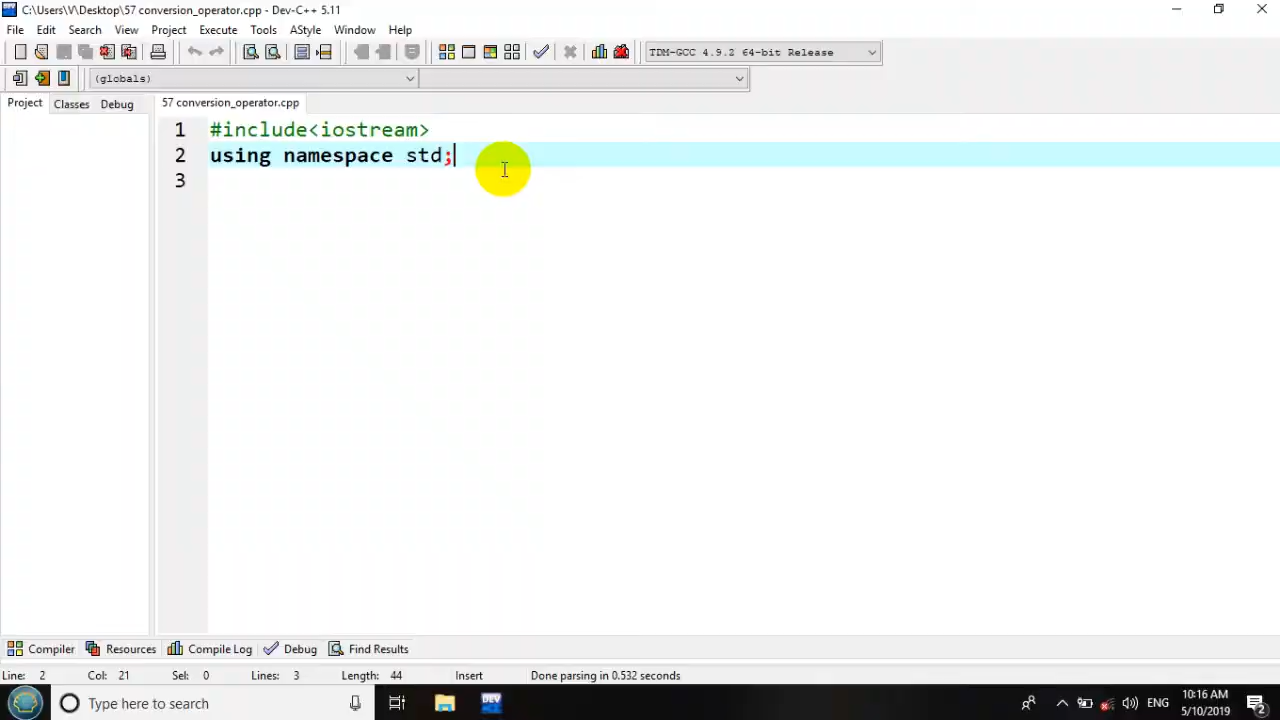 C:\Users\V\Desktop\57 conversion_operator.cpp - Dev-C++ 5.11
File Edit Search View Project Execute Tools AStyle Window Help
TDM-GCC 4.9.2 64-bit Release
(globals)
Project Classes Debug 57 conversion_operator.cpp
1 #include<iostream>
2 using namespace std;
3
Compiler Resources Compile Log Debug Find Results
Line: 2 Col: 21 Sel: 0 Lines: 3 Length: 44 Insert Done parsing in 0.532 seconds
Type here to search DEV ENG 10:16 AM
5/10/2019 2